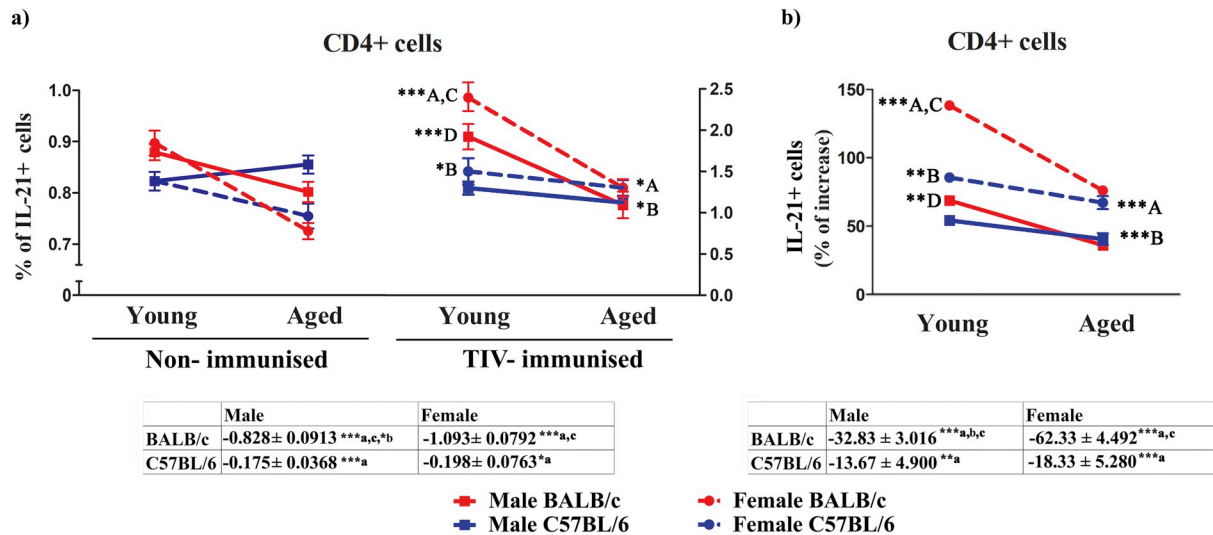 a)
CD4+ cells
% of IL-21+ cells
1.0
0.9
0.8
0.7
0
***A,C
***D
*B
*A
*B
2.5
2.0
1.5
1.0
0.5
0.0
Young Aged Young Aged
Non- immunised TIV- immunised
Male Female
BALB/c -0.828± 0.0913 ***a,c,*b -1.093± 0.0792 ***a,c
C57BL/6 -0.175± 0.0368 ***a -0.198± 0.0763 *a
b)
CD4+ cells
IL-21+ cells
(% of increase)
150
100
50
0
***A,C
**B
**D
***A
***B
Young Aged
Male Female
BALB/c -32.83 ± 3.016 ***a,b,c -62.33 ± 4.492 ***a,c
C57BL/6 -13.67 ± 4.900 **a -18.33 ± 5.280 ***a
Male BALB/c Female BALB/c
Male C57BL/6 Female C57BL/6